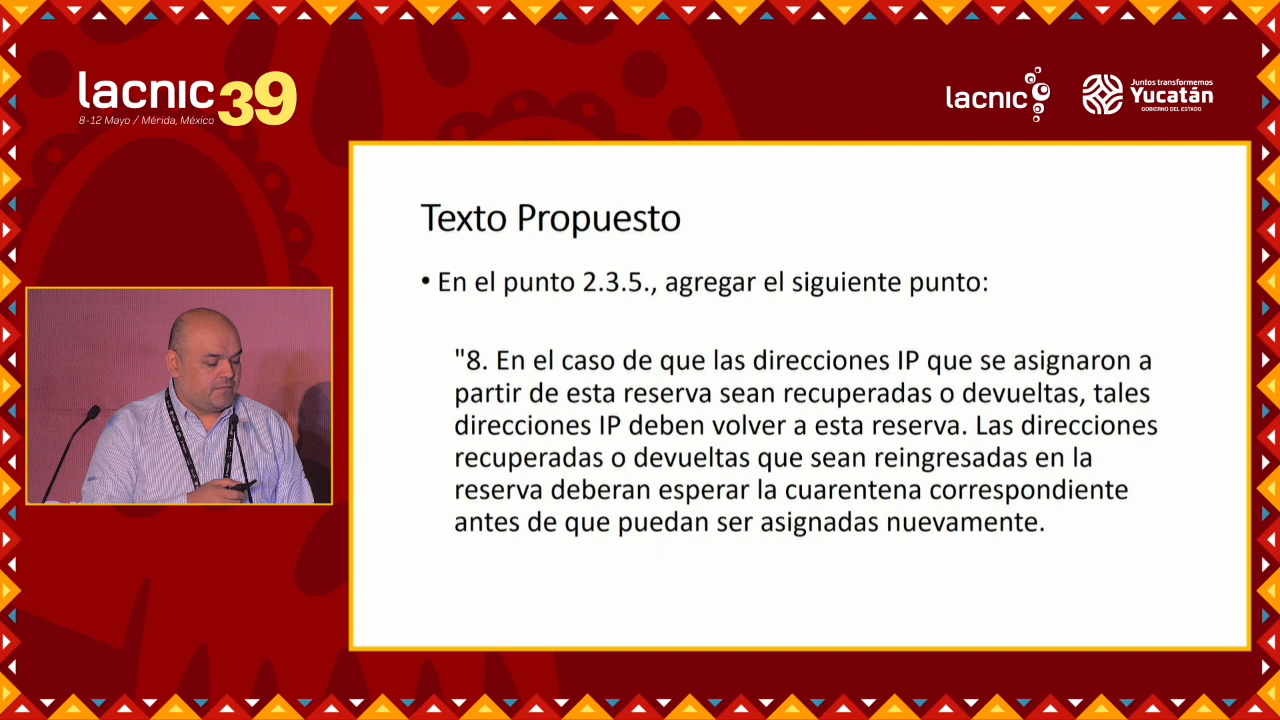 lacnic39
8-12 Mayo / Mérida, México
lacnic
Juntos transformemos
Yucatán
GOBIERNO DEL ESTADO
Texto Propuesto
• En el punto 2.3.5., agregar el siguiente punto:
"8. En el caso de que las direcciones IP que se asignaron a
partir de esta reserva sean recuperadas o devueltas, tales
direcciones IP deben volver a esta reserva. Las direcciones
recuperadas o devueltas que sean reingresadas en la
reserva deberan esperar la cuarentena correspondiente
antes de que puedan ser asignadas nuevamente.